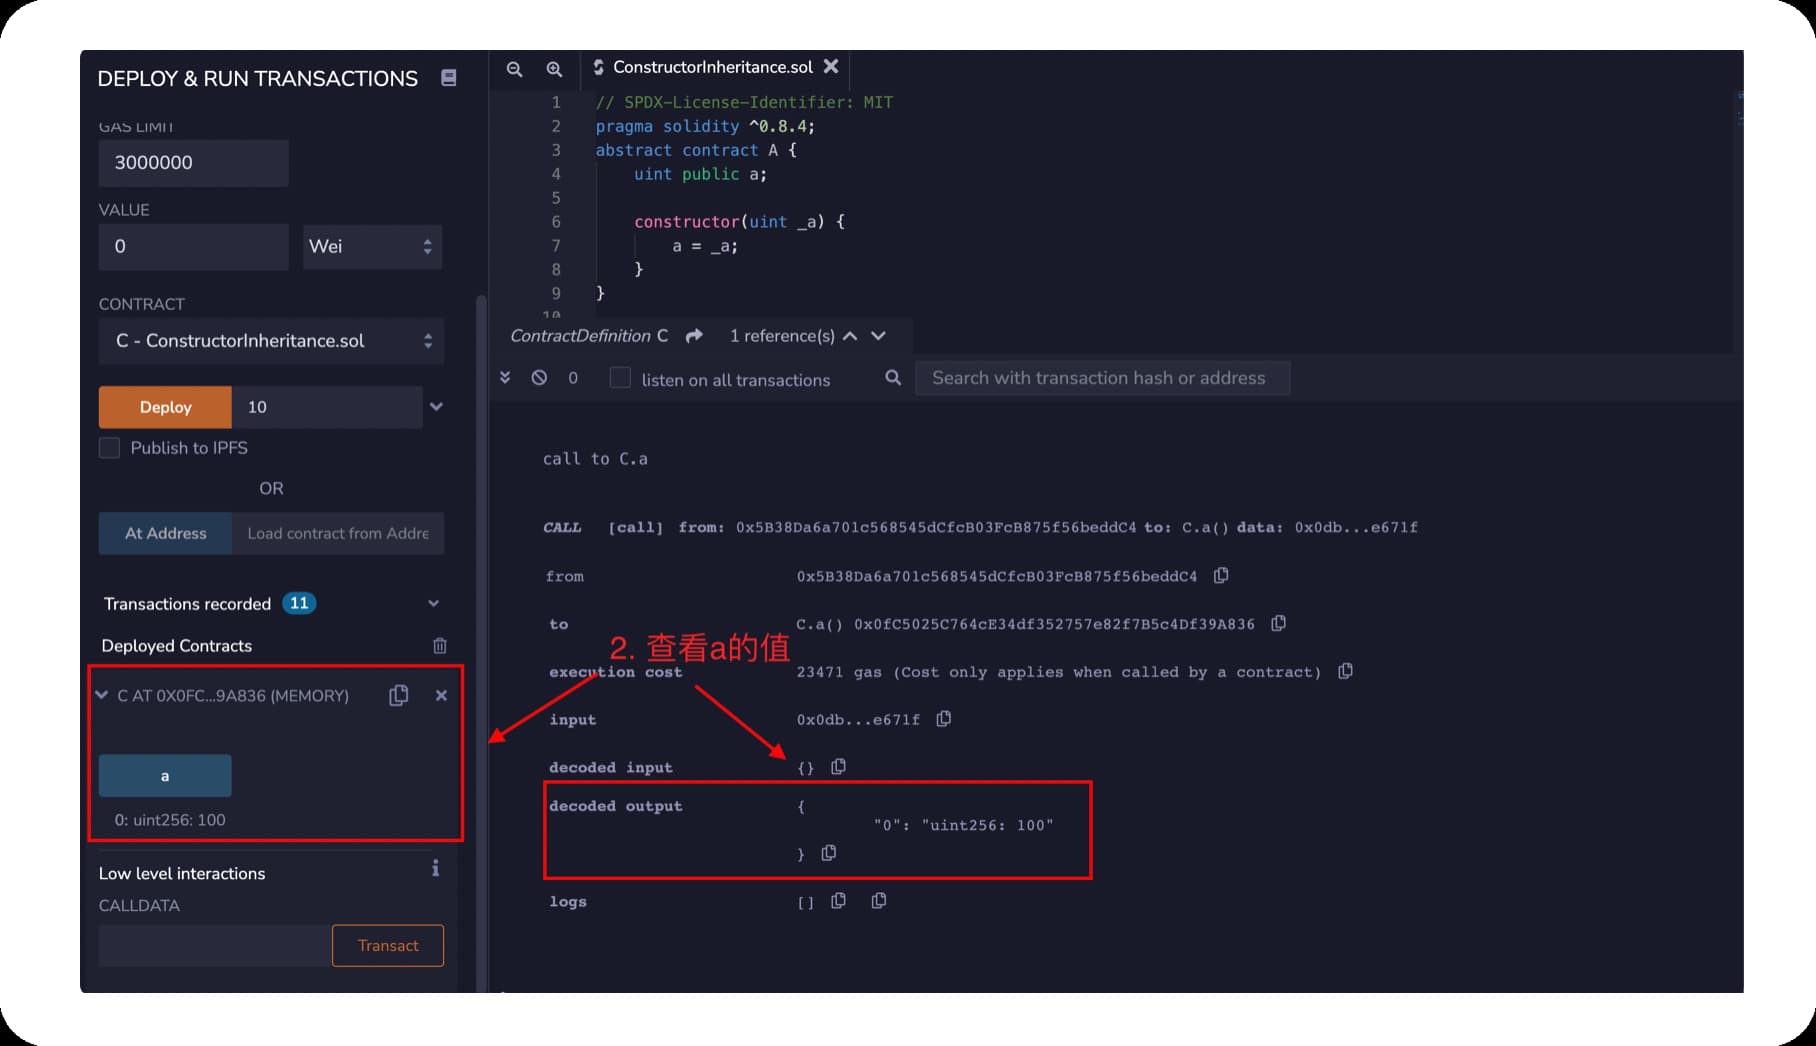 DEPLOY & RUN TRANSACTIONS
GAS LIMIT
3000000
VALUE
0
Wei
CONTRACT
C - ConstructorInheritance.sol
Deploy
10
Publish to IPFS
OR
At Address
Load contract from Addre
Transactions recorded 11
Deployed Contracts
C AT 0X0FC...9A836 (MEMORY)
a
0: uint256: 100
Low level interactions
CALLDATA
Transact
ConstructorInheritance.sol
1 // SPDX-License-Identifier: MIT
2 pragma solidity ^0.8.4;
3 abstract contract A {
4 uint public a;
5
6 constructor(uint _a) {
7 a = _a;
8 }
9 }
10
ContractDefinition C 1 reference(s)
0 listen on all transactions
Search with transaction hash or address
call to C.a
CALL [call] from: 0x5B38Da6a701c568545dCfcB03FcB875f56beddC4 to: C.a() data: 0x0db...e671f
from 0x5B38Da6a701c568545dCfcB03FcB875f56beddC4
to C.a() 0x0fC5025C764cE34df352757e82f7B5c4Df39A836
2. 查看a的值
execution cost 23471 gas (Cost only applies when called by a contract)
input 0x0db...e671f
decoded input {}
decoded output {
"0": "uint256: 100"
}
logs []